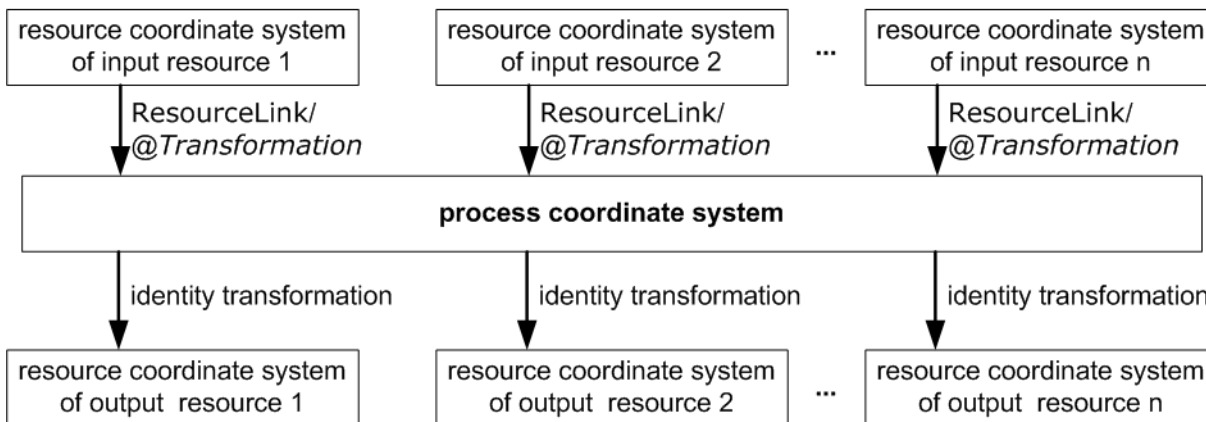 resource coordinate system
of input resource 1
resource coordinate system
of input resource 2
...
resource coordinate system
of input resource n
ResourceLink/
@Transformation
ResourceLink/
@Transformation
ResourceLink/
@Transformation
process coordinate system
identity transformation
identity transformation
identity transformation
resource coordinate system
of output resource 1
resource coordinate system
of output resource 2
...
resource coordinate system
of output resource n